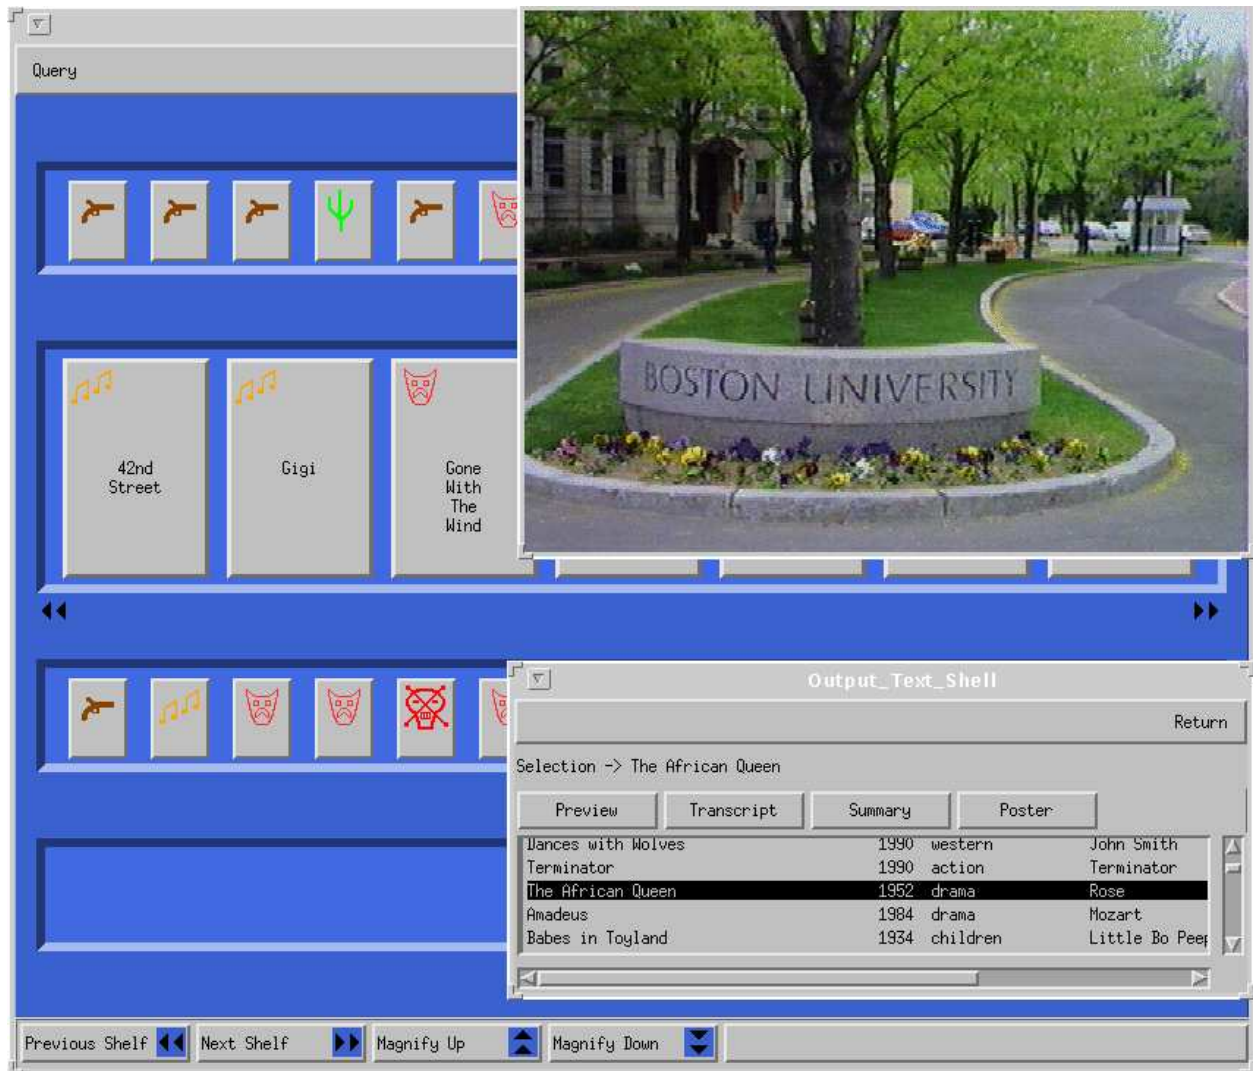 Query
BOSTON UNIVERSITY
42nd
Street
Gigi
Gone
With
The
Wind
Output_Text_Shell
Return
Selection -> The African Queen
Preview Transcript Summary Poster
Dances with Wolves 1990 western John Smith
Terminator 1990 action Terminator
The African Queen 1952 drama Rose
Amadeus 1984 drama Mozart
Babes in Toyland 1934 children Little Bo Peep
Previous Shelf Next Shelf Magnify Up Magnify Down